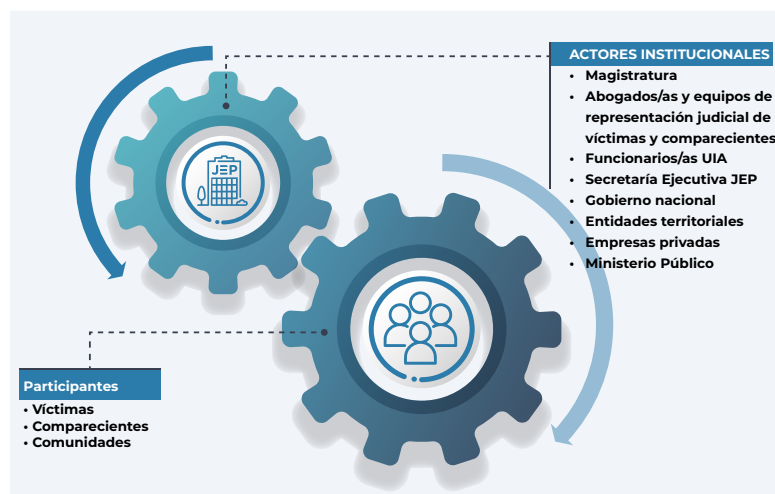 ACTORES INSTITUCIONALES
• Magistratura
• Abogados/as y equipos de
representación judicial de
víctimas y comparecientes
• Funcionarios/as UIA
• Secretaría Ejecutiva JEP
• Gobierno nacional
• Entidades territoriales
• Empresas privadas
• Ministerio Público
JEP
Participantes
• Víctimas
• Comparecientes
• Comunidades